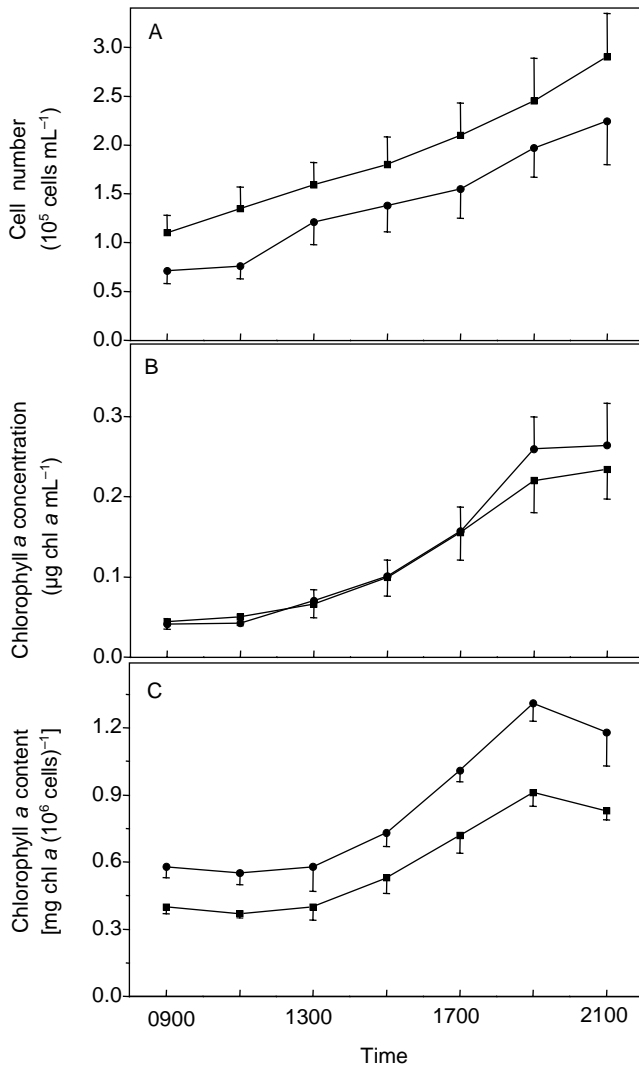 A
Cell number
(10⁵ cells mL⁻¹)
3.0
2.5
2.0
1.5
1.0
0.5
0.0
B
Chlorophyll a concentration
(µg chl a mL⁻¹)
0.3
0.2
0.1
0.0
C
Chlorophyll a content
[mg chl a (10⁶ cells)⁻¹]
1.2
0.9
0.6
0.3
0.0
0900 1300 1700 2100
Time